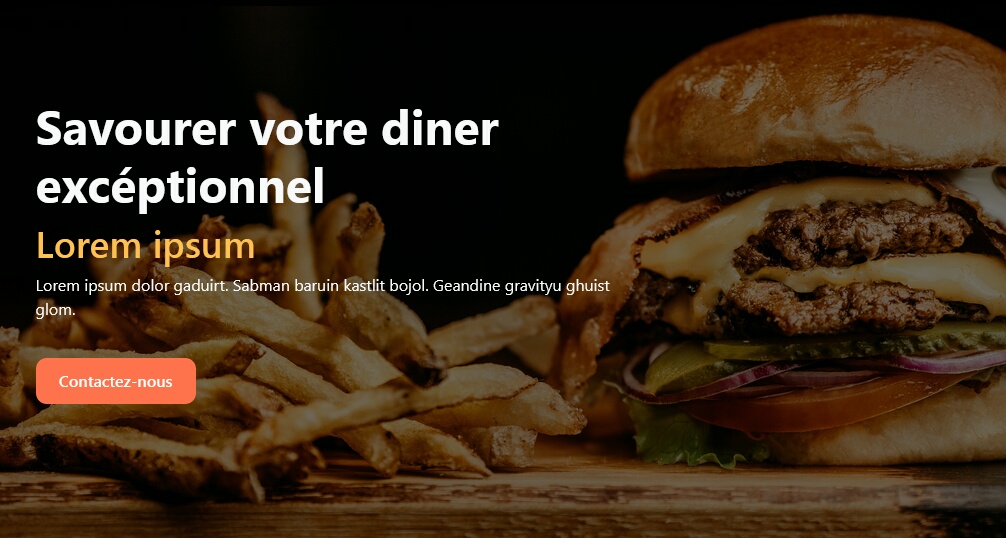 Savourer votre diner
excéptionnel
Lorem ipsum
Lorem ipsum dolor gaduirt. Sabman baruin kastlit bojol. Geandine gravityu ghuist
glom.
Contactez-nous